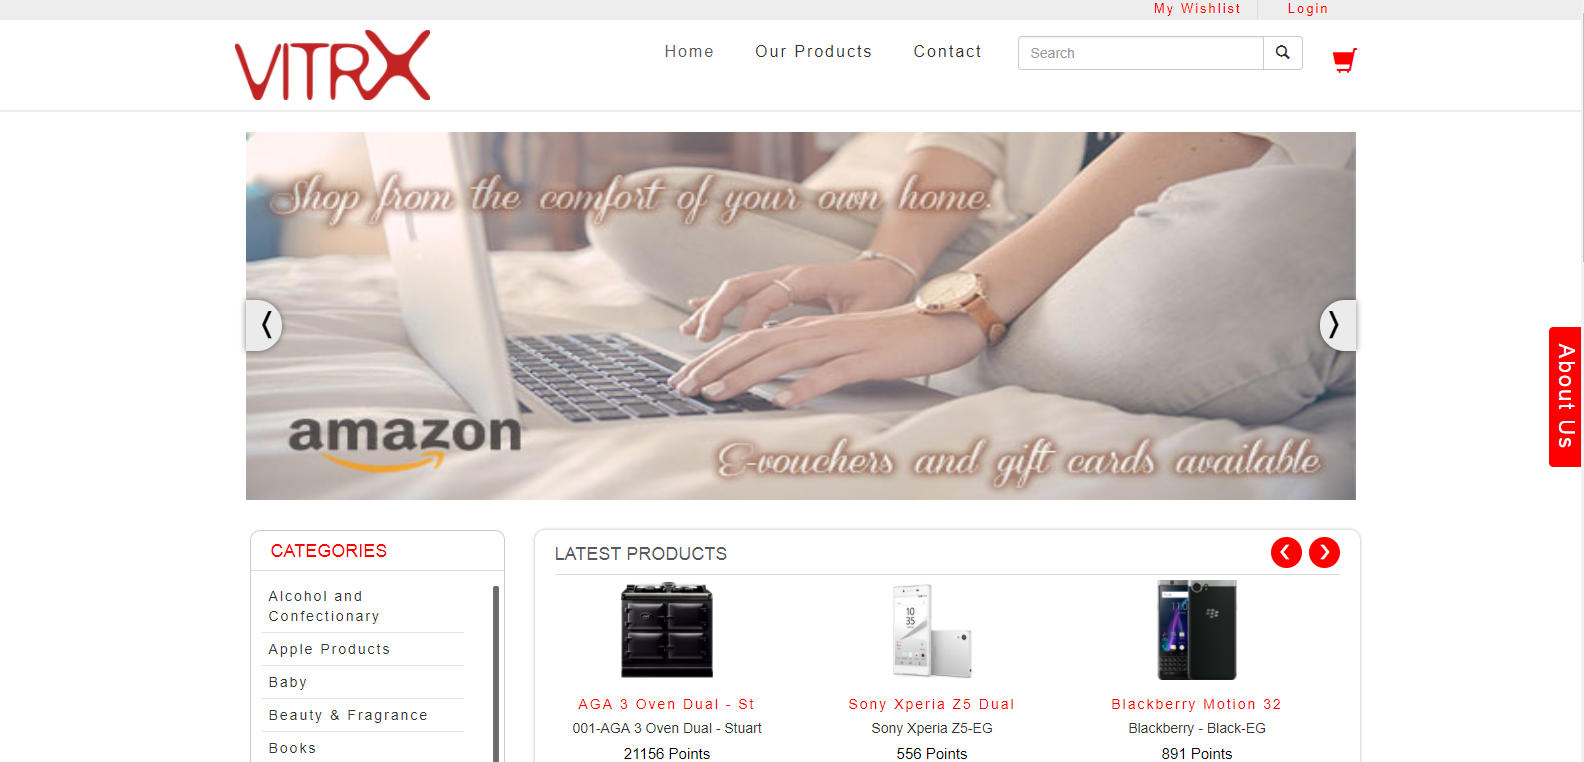 My Wishlist
Login
VITRX
Home
Our Products
Contact
Search
Shop from the comfort of your own home.
amazon
E-vouchers and gift cards available
About Us
CATEGORIES
Alcohol and
Confectionary
Apple Products
Baby
Beauty & Fragrance
Books
LATEST PRODUCTS
10
35
AGA 3 Oven Dual - St
001-AGA 3 Oven Dual - Stuart
21156 Points
Sony Xperia Z5 Dual
Sony Xperia Z5-EG
556 Points
Blackberry Motion 32
Blackberry - Black-EG
891 Points